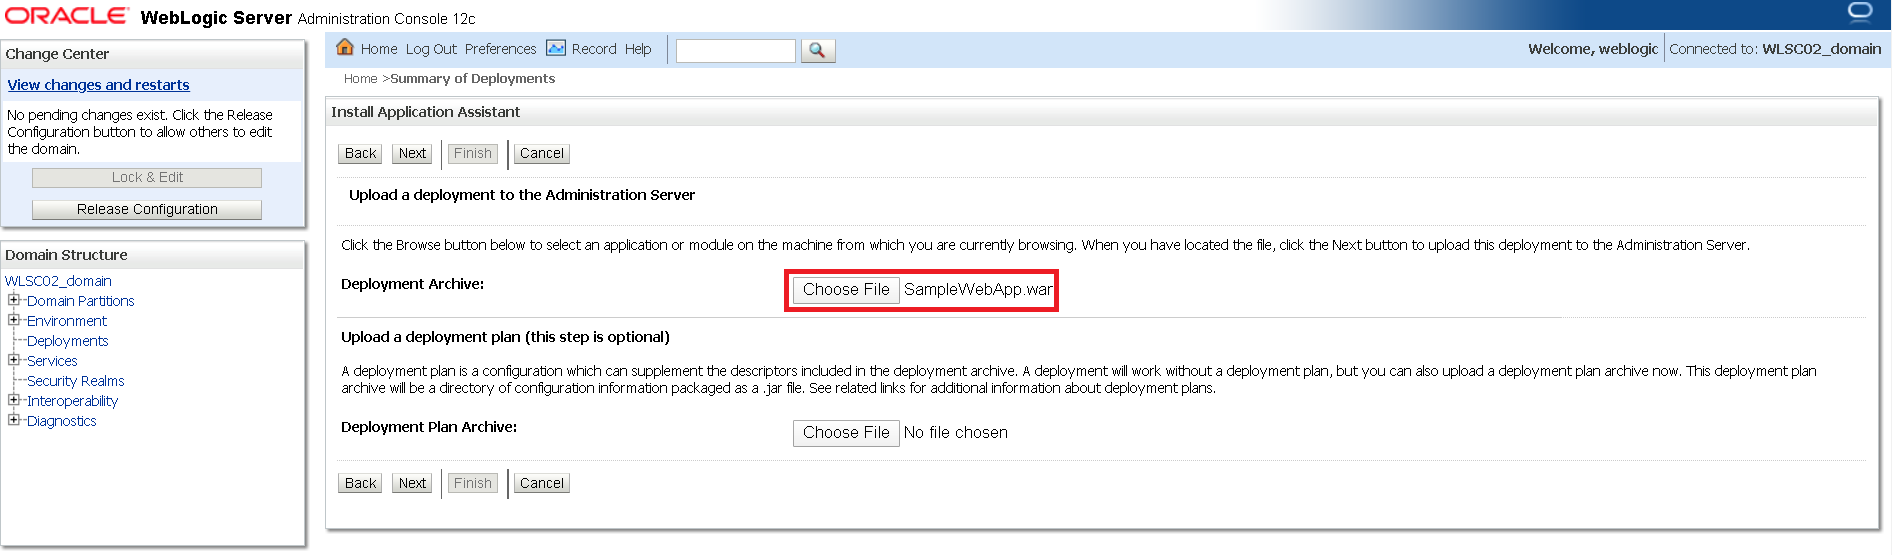 ORACLE WebLogic Server Administration Console 12c
Change Center
View changes and restarts
No pending changes exist. Click the Release
Configuration button to allow others to edit
the domain.
Lock & Edit
Release Configuration
Domain Structure
WLSC02_domain
Domain Partitions
Environment
Deployments
Services
Security Realms
Interoperability
Diagnostics
Home Log Out Preferences Record Help
Welcome, weblogic Connected to: WLSC02_domain
Home >Summary of Deployments
Install Application Assistant
Back Next Finish Cancel
Upload a deployment to the Administration Server
Click the Browse button below to select an application or module on the machine from which you are currently browsing. When you have located the file, click the Next button to upload this deployment to the Administration Server.
Deployment Archive: Choose File SampleWebApp.war
Upload a deployment plan (this step is optional)
A deployment plan is a configuration which can supplement the descriptors included in the deployment archive. A deployment will work without a deployment plan, but you can also upload a deployment plan archive now. This deployment plan
archive will be a directory of configuration information packaged as a .jar file. See related links for additional information about deployment plans.
Deployment Plan Archive: Choose File No file chosen
Back Next Finish Cancel